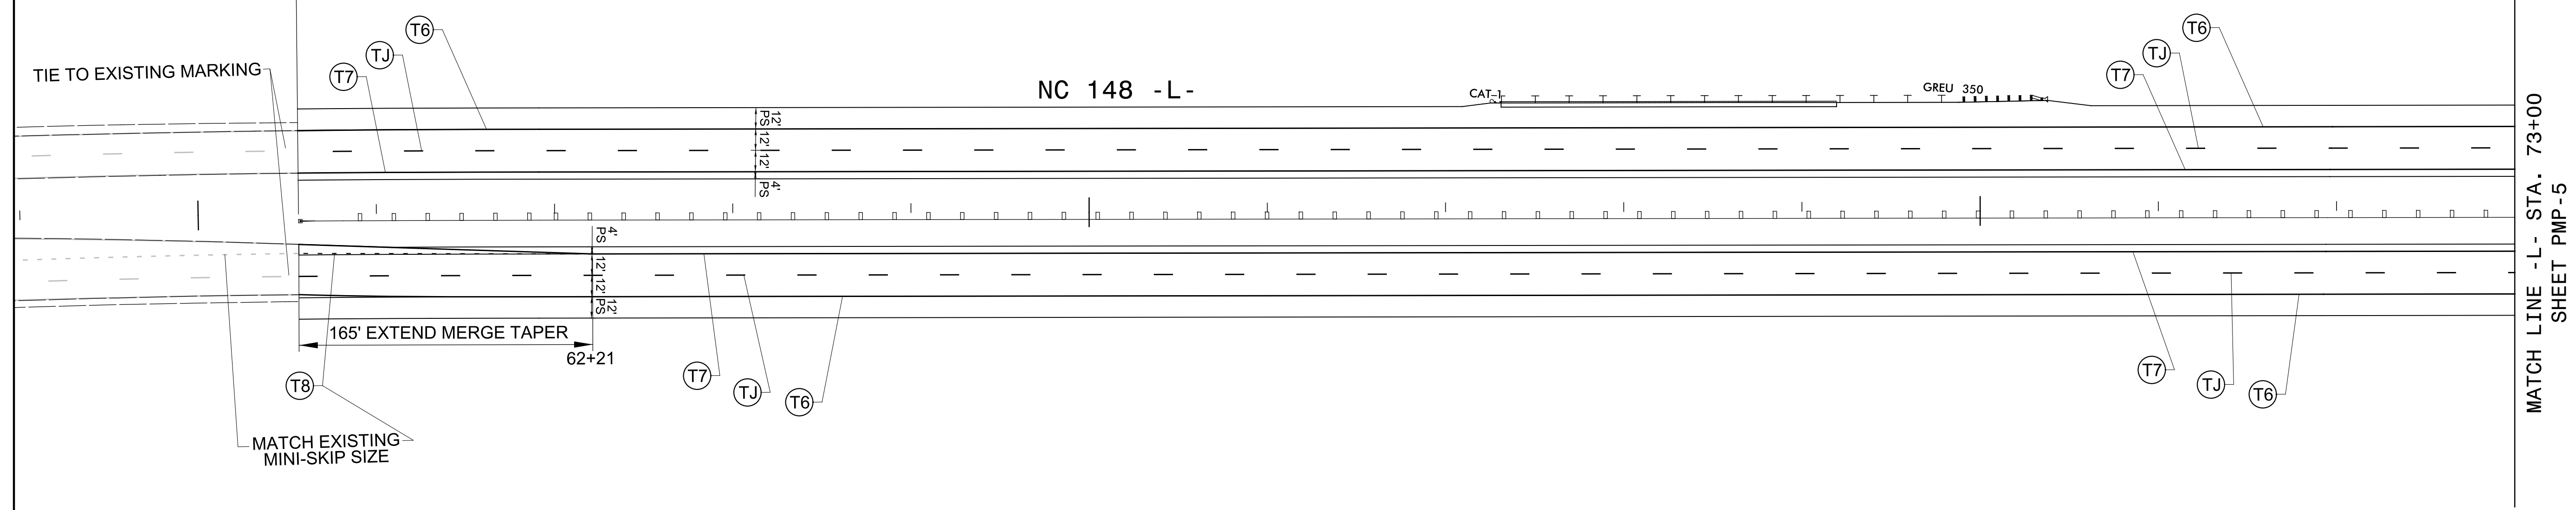 T6
TJ
T7
TIE TO EXISTING MARKING
NC 148 -L-
CAT-1
GREU 350
T6
TJ
T7
12'
PS
12'
12'
4'
PS
4'
PS
12'
12'
12'
PS
165' EXTEND MERGE TAPER
62+21
T8
T7
TJ
T6
T7
TJ
T6
MATCH EXISTING
MINI-SKIP SIZE
MATCH LINE -L- STA. 73+00
SHEET PMP-5